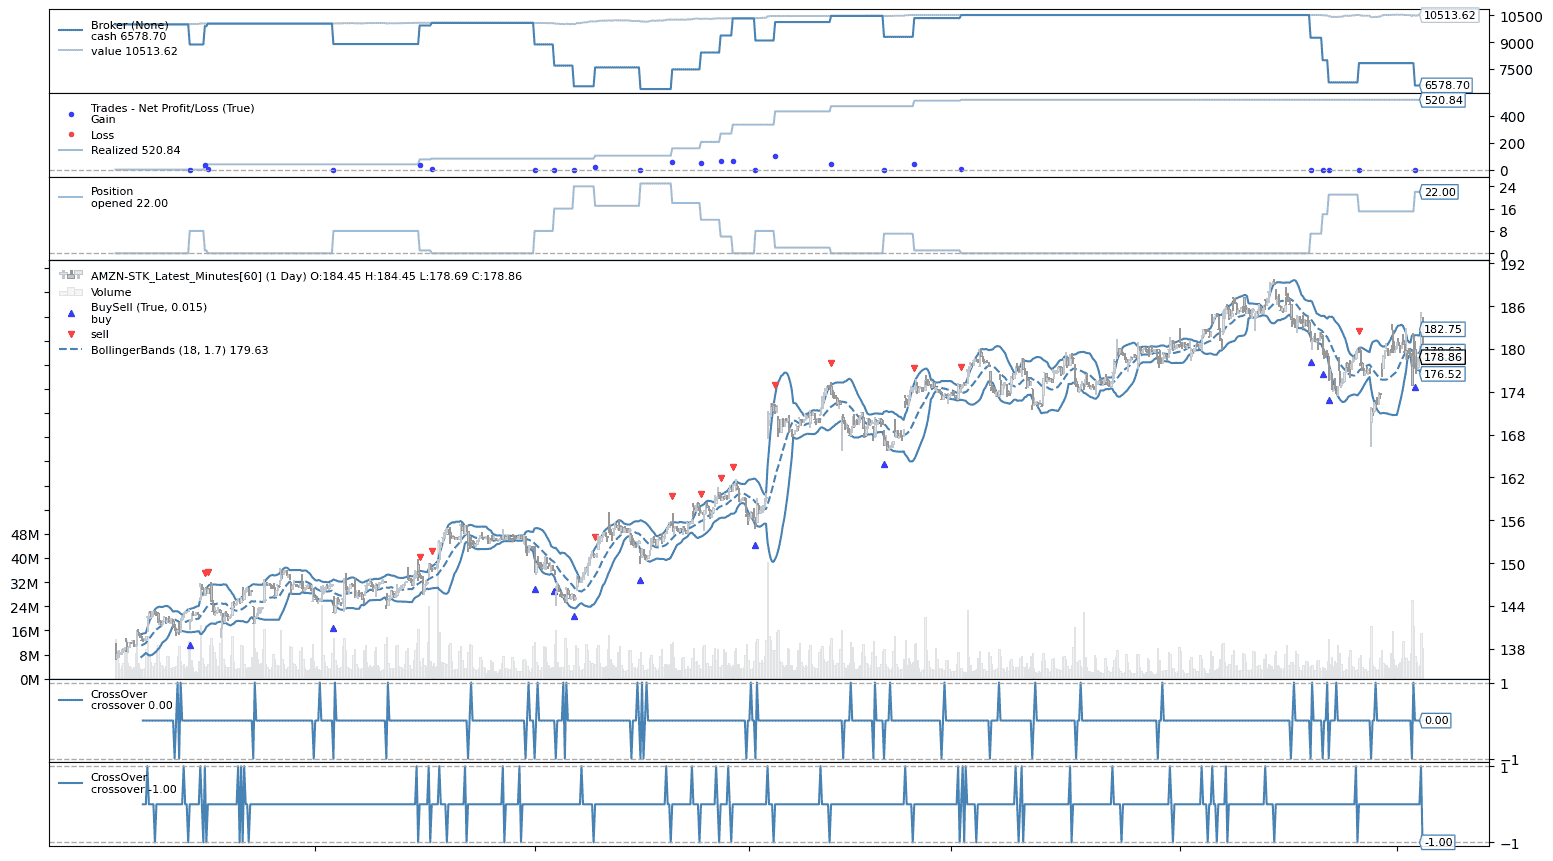 Broker (None)
cash 6578.70
value 10513.62
10500
9000
7500
10513.62
6578.70
Trades - Net Profit/Loss (True)
Gain
Loss
Realized 520.84
400
200
0
520.84
Position
opened 22.00
24
16
8
0
22.00
AMZN-STK_Latest_Minutes[60] (1 Day) O:184.45 H:184.45 L:178.69 C:178.86
Volume
BuySell (True, 0.015)
buy
sell
BollingerBands (18, 1.7) 179.63
192
186
180
174
168
162
156
150
144
138
182.75
178.86
176.52
48M
40M
32M
24M
16M
8M
0M
CrossOver
crossover 0.00
1
0.00
−1
CrossOver
crossover -1.00
1
-1.00
−1